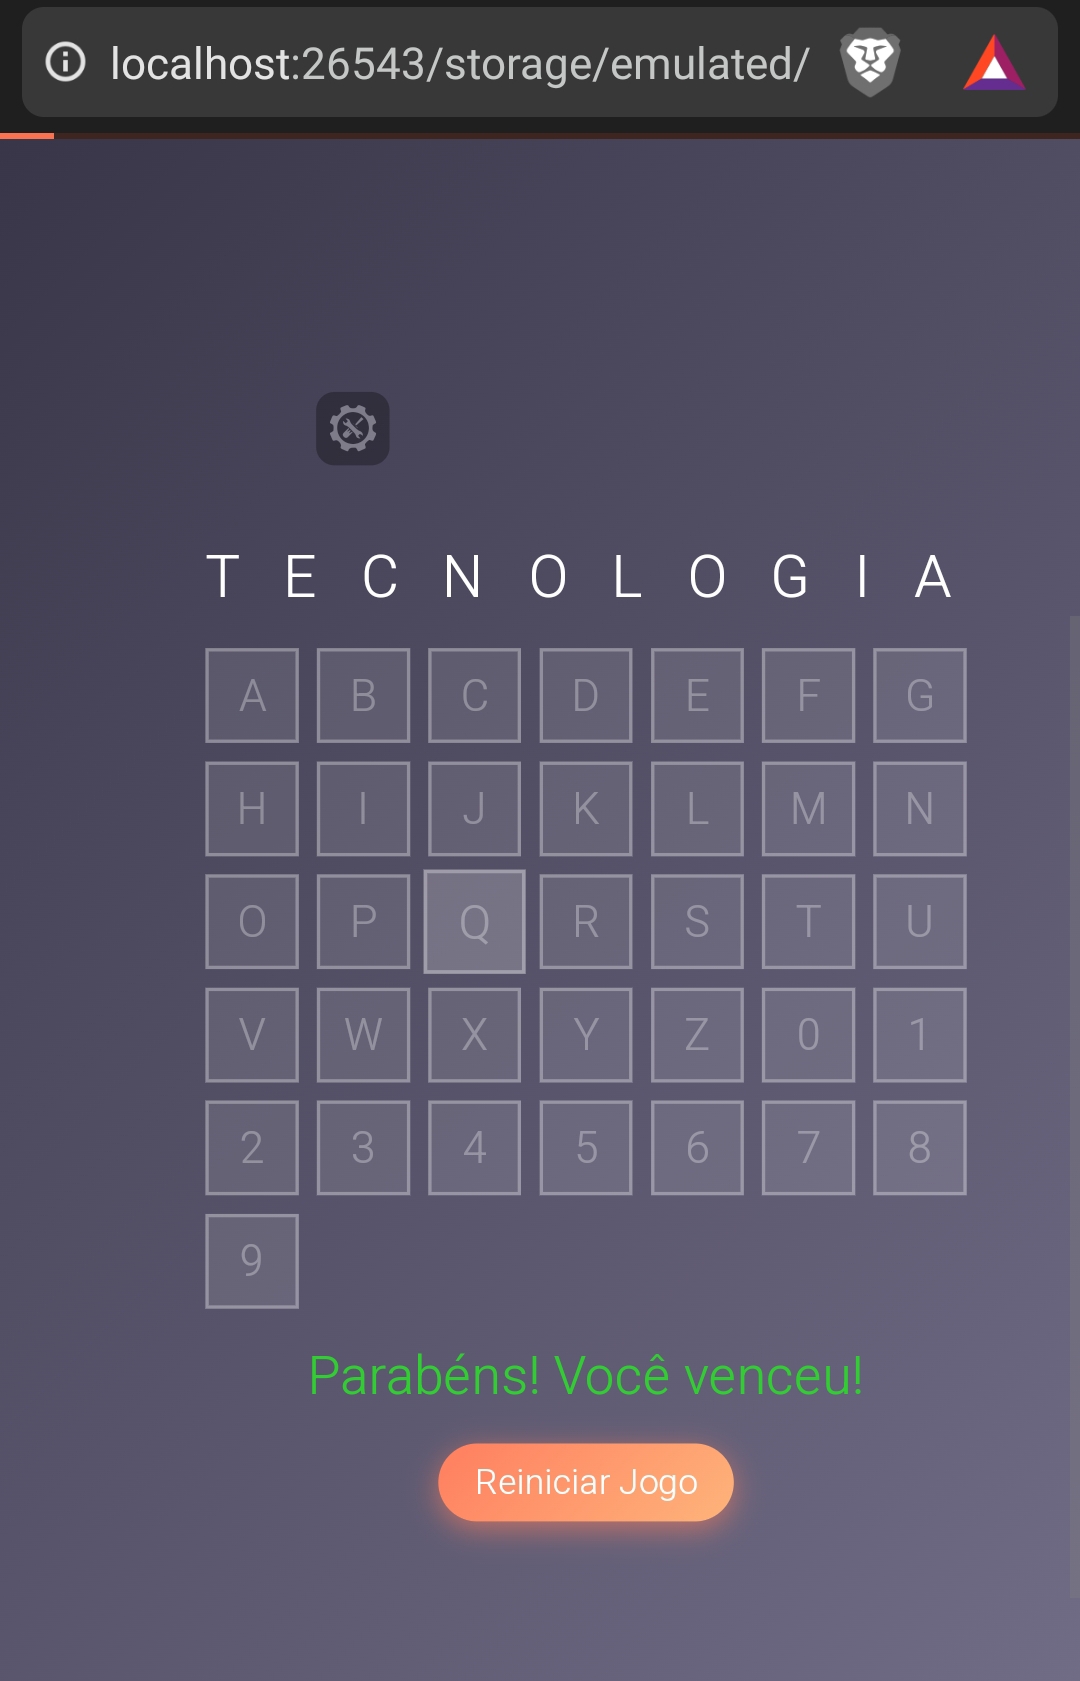 localhost:26543/storage/emulated/
T E C N O L O G I A
A B C D E F G
H I J K L M N
O P Q R S T U
V W X Y Z 0 1
2 3 4 5 6 7 8
9
Parabéns! Você venceu!
Reiniciar Jogo